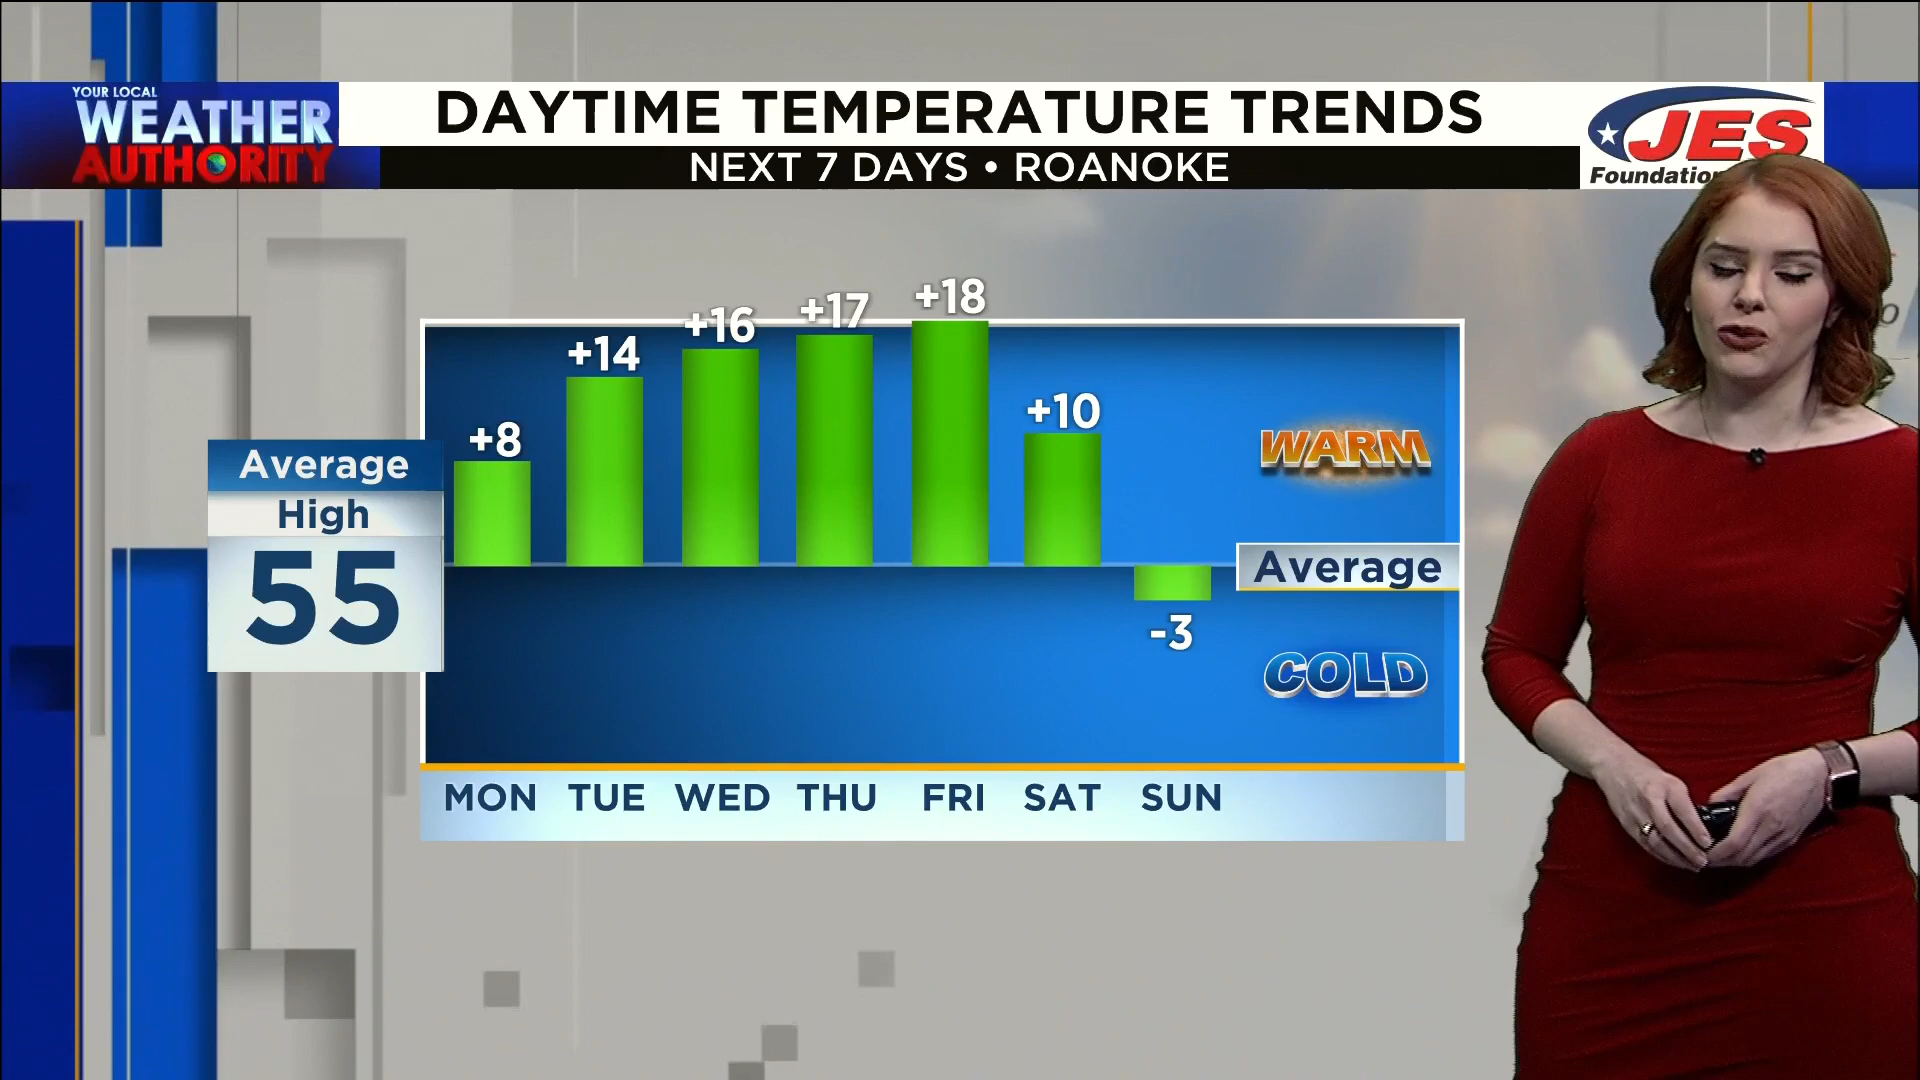 YOUR LOCAL
WEATHER
AUTHORITY
DAYTIME TEMPERATURE TRENDS
NEXT 7 DAYS • ROANOKE
JES
+8
+14
+16
+17
+18
+10
-3
WARM
Average
COLD
Average
High
55
MON TUE WED THU FRI SAT SUN